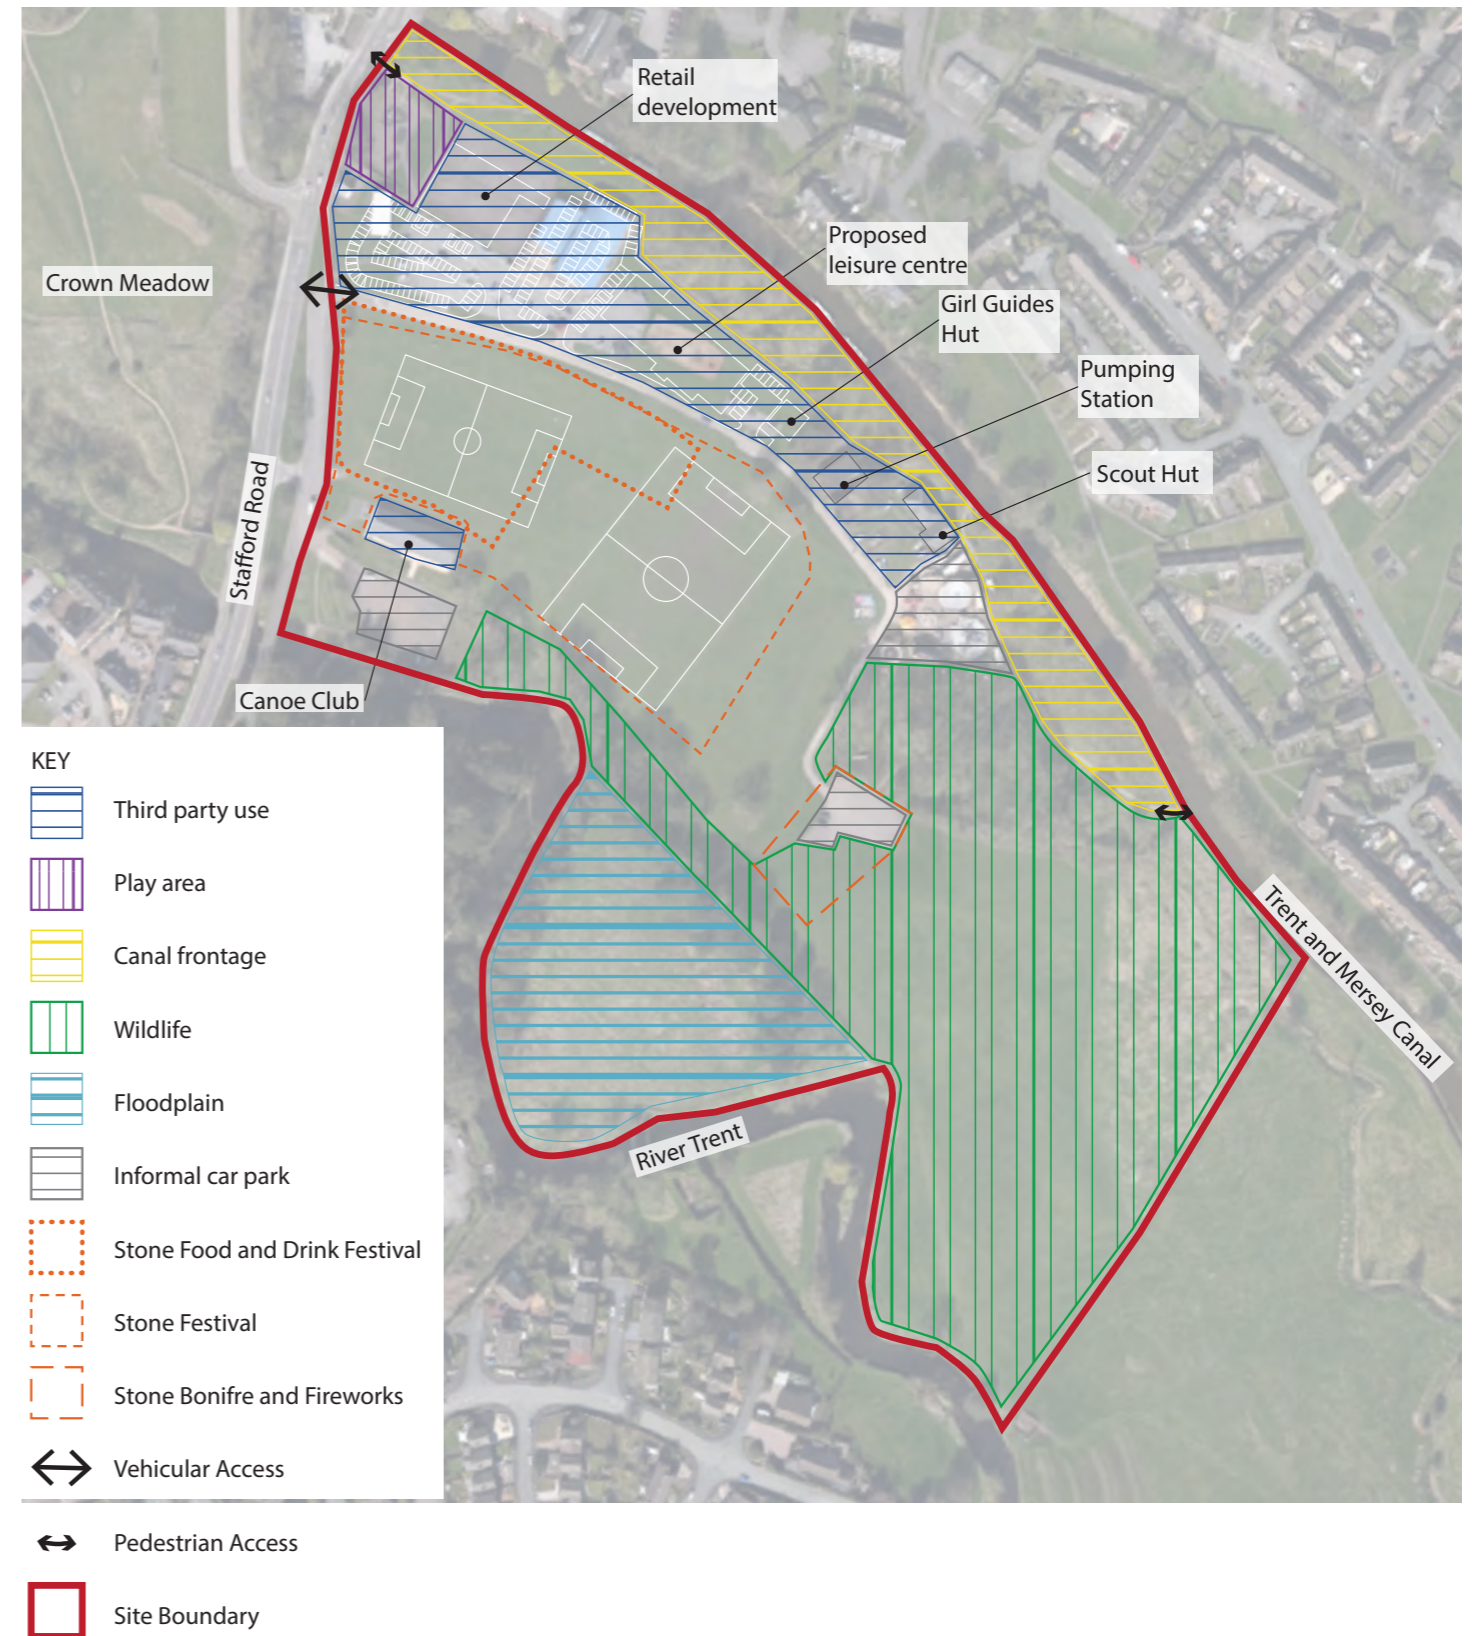 Retail
development
Proposed
leisure centre
Crown Meadow
Girl Guides
Hut
Pumping
Station
Scout Hut
Stafford Road
Canoe Club
Trent and Mersey Canal
River Trent
KEY
Third party use
Play area
Canal frontage
Wildlife
Floodplain
Informal car park
Stone Food and Drink Festival
Stone Festival
Stone Bonifre and Fireworks
Vehicular Access
Pedestrian Access
Site Boundary